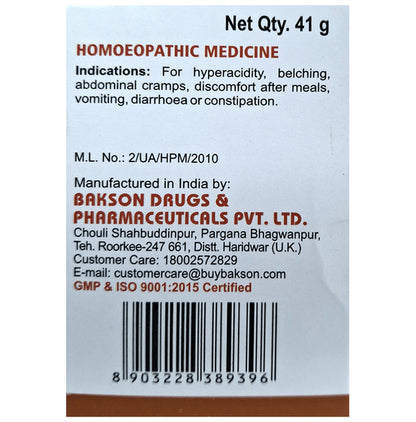 Net Qty. 41 g
HOMOEOPATHIC MEDICINE
Indications: For hyperacidity, belching,
abdominal cramps, discomfort after meals,
vomiting, diarrhoea or constipation.
M.L. No.: 2/UA/HPM/2010
Manufactured in India by:
BAKSON DRUGS &
PHARMACEUTICALS PVT. LTD.
Chouli Shahbuddinpur, Pargana Bhagwanpur,
Teh. Roorkee-247 661, Distt. Haridwar (U.K.)
Customer Care: 18002572829
E-mail: customercare@buybakson.com
GMP & ISO 9001:2015 Certified
8 903228 389396